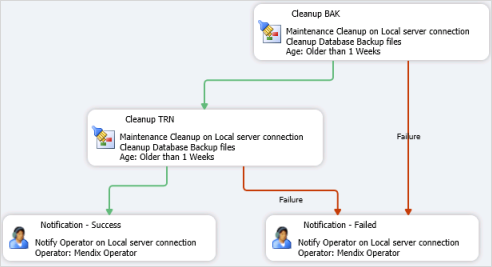 Cleanup BAK
Maintenance Cleanup on Local server connection
Cleanup Database Backup files
Age: Older than 1 Weeks
Cleanup TRN
Maintenance Cleanup on Local server connection
Cleanup Database Backup files
Age: Older than 1 Weeks
Failure
Failure
Notification - Success
Notify Operator on Local server connection
Operator: Mendix Operator
Notification - Failed
Notify Operator on Local server connection
Operator: Mendix Operator